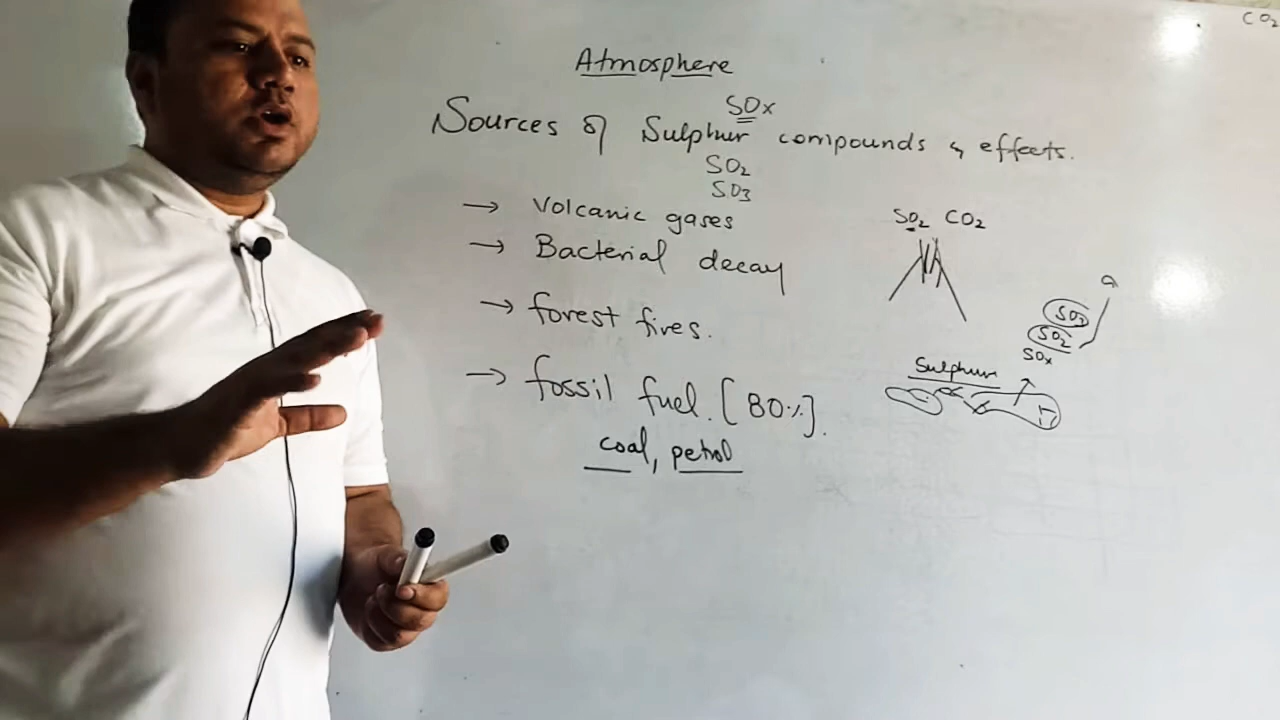 CO₂
Atmosphere
SOx
Sources of Sulphur compounds & effects.
SO₂
SO₃
→ Volcanic gases
→ Bacterial decay
→ forest fires.
→ fossil fuel. [80%].
coal, petrol
SO₂ CO₂
SO₃
SO₂
SOx
Sulphur